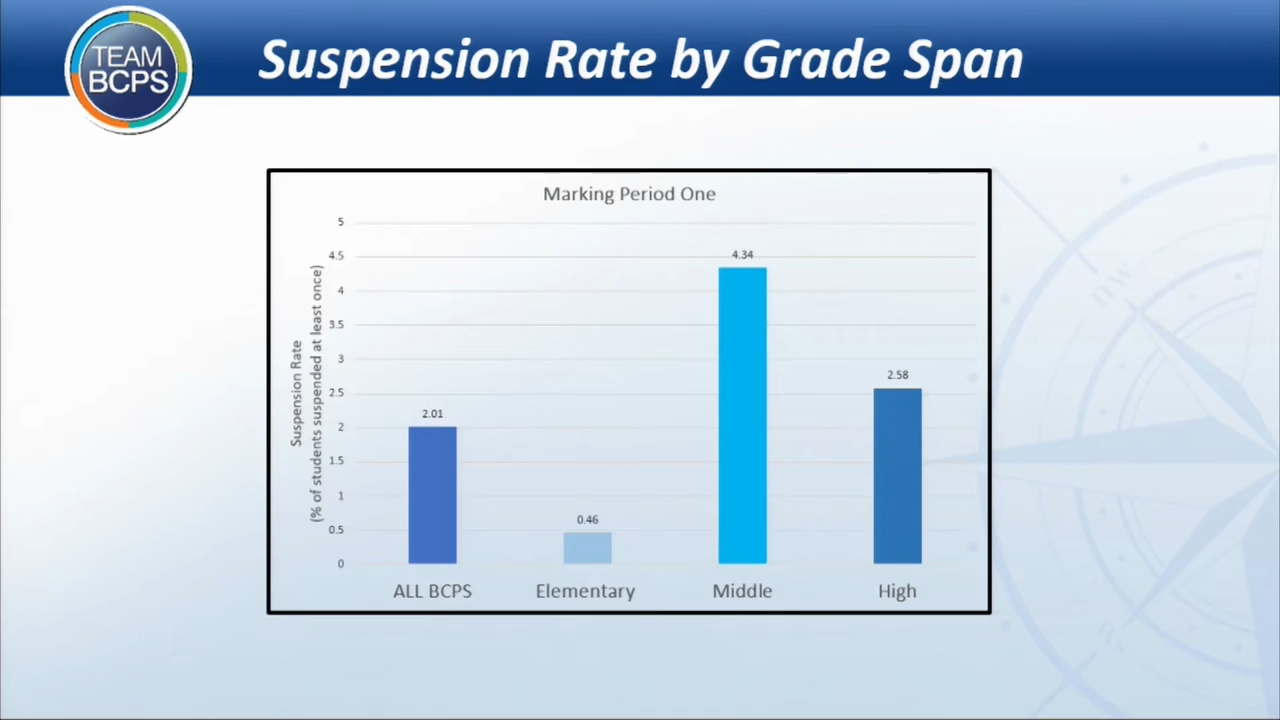 TEAM
BCPS
Suspension Rate by Grade Span
Marking Period One
Suspension Rate
(% of students suspended at least once)
5
4.5
4
3.5
3
2.5
2
1.5
1
0.5
0
2.01
0.46
4.34
2.58
ALL BCPS
Elementary
Middle
High
NW